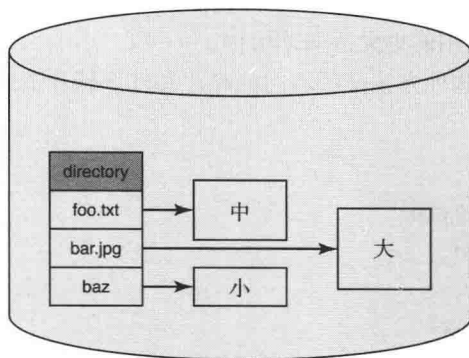 directory
foo.txt
中
bar.jpg
大
baz
小